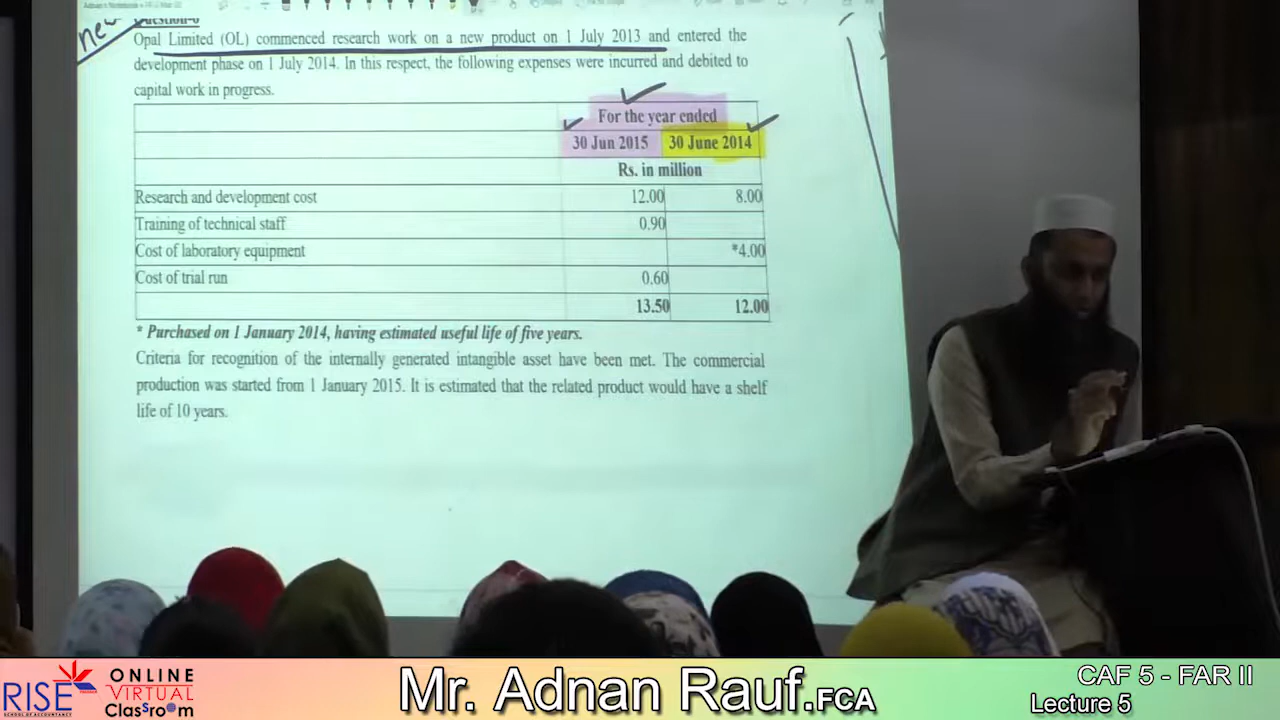 new
Question-6
Opal Limited (OL) commenced research work on a new product on 1 July 2013 and entered the
development phase on 1 July 2014. In this respect, the following expenses were incurred and debited to
capital work in progress.
For the year ended
30 Jun 2015 30 June 2014
Rs. in million
Research and development cost 12.00 8.00
Training of technical staff 0.90
Cost of laboratory equipment *4.00
Cost of trial run 0.60
13.50 12.00
* Purchased on 1 January 2014, having estimated useful life of five years.
Criteria for recognition of the internally generated intangible asset have been met. The commercial
production was started from 1 January 2015. It is estimated that the related product would have a shelf
life of 10 years.
RISE ONLINE VIRTUAL Classroom
SCHOOL OF ACCOUNTANCY
Mr. Adnan Rauf.FCA
CAF 5 - FAR II
Lecture 5